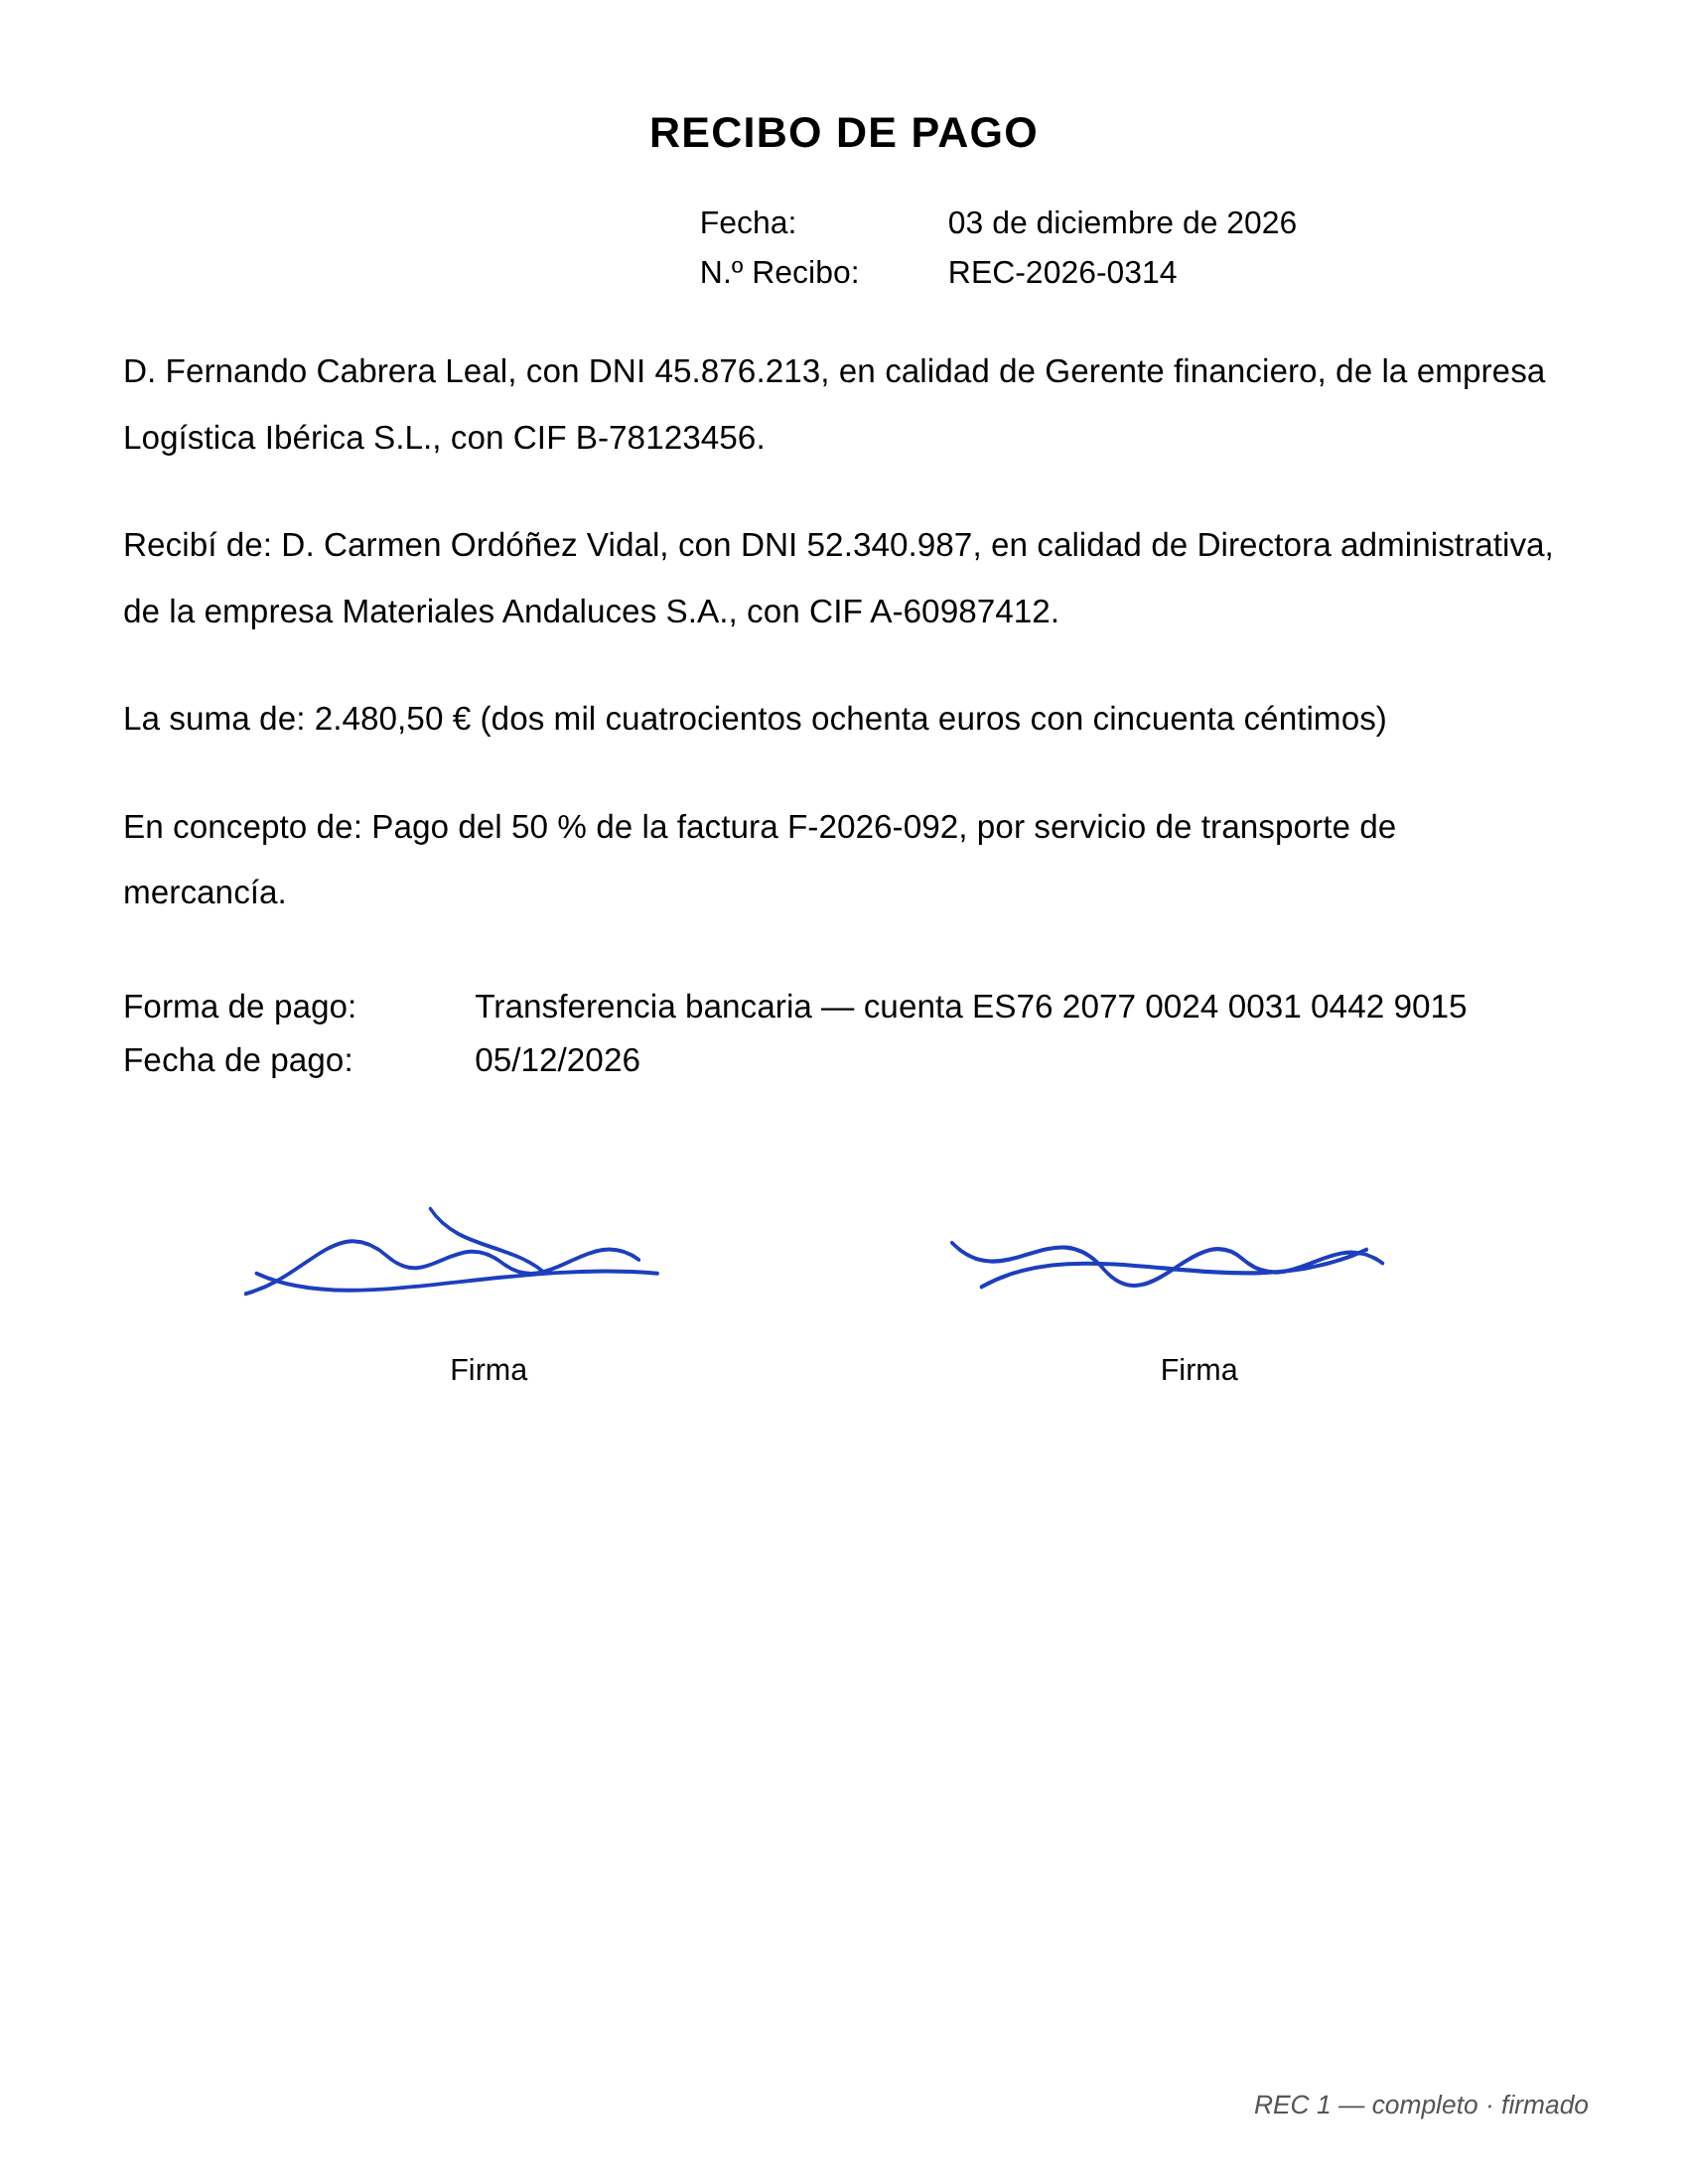 RECIBO DE PAGO
Fecha: 03 de diciembre de 2026
N.º Recibo: REC-2026-0314
D. Fernando Cabrera Leal, con DNI 45.876.213, en calidad de Gerente financiero, de la empresa
Logística Ibérica S.L., con CIF B-78123456.
Recibí de: D. Carmen Ordóñez Vidal, con DNI 52.340.987, en calidad de Directora administrativa,
de la empresa Materiales Andaluces S.A., con CIF A-60987412.
La suma de: 2.480,50 € (dos mil cuatrocientos ochenta euros con cincuenta céntimos)
En concepto de: Pago del 50 % de la factura F-2026-092, por servicio de transporte de
mercancía.
Forma de pago: Transferencia bancaria — cuenta ES76 2077 0024 0031 0442 9015
Fecha de pago: 05/12/2026
Firma Firma
REC 1 — completo · firmado